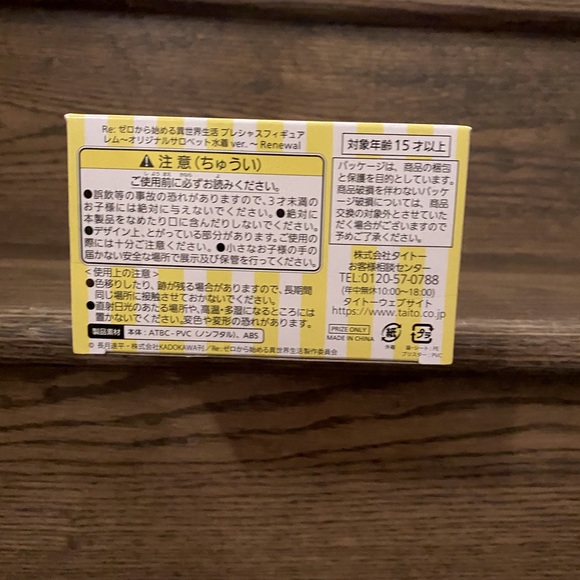 Re: ゼロから始める異世界生活 プレシャスフィギュア
レム～オリジナルサロペット水着 ver. ～ Renewal
注意(ちゅうい)
ご使用前に必ずお読みください。
●誤飲等の事故の恐れがありますので、3才未満の
お子様には絶対に与えないでください。●絶対に
本製品をなめたり口に含んだりしないでください。
●デザイン上、とがっている部分があります。ご使用の
際には十分ご注意ください。●小さなお子様の手の
届かない安全な場所で展示及び保管を行ってください。
<使用上の注意>
●色移りしたり、跡が残る場合がありますので、長期間
同じ場所に接触させておかないでください。
●直射日光のあたる場所や、高温・多湿になるところには
置かないでください。変色や変形の恐れがあります。
製品素材 本体:ATBC-PVC (ノンフタル)、ABS
© 長月達平・株式会社KADOKAWA刊/Re:ゼロから始める異世界生活製作委員会
対象年齢 15才以上
パッケージは、商品の梱包
と保護を目的としています。
商品破損を伴わないパッケ
ージ破損については、商品
交換の対象外とさせていた
だく場合がございますので
予めご了承ください。
株式会社タイトー
お客様相談センター
TEL:0120-57-0788
(年中無休10:00～18:00)
タイトーウェブサイト
https://www.taito.co.jp
PRIZE ONLY
MADE IN CHINA
紙
プラ
外箱
袋・シート:PE
ブリスター:PVC